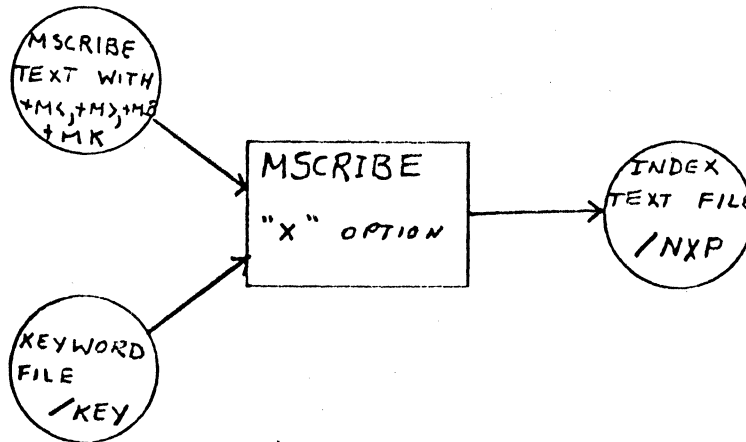 MSCRIBE
TEXT WITH
+M<,+M>,+MB
+MK
MSCRIBE
"X" OPTION
INDEX
TEXT FILE
/NXP
KEYWORD
FILE
/KEY